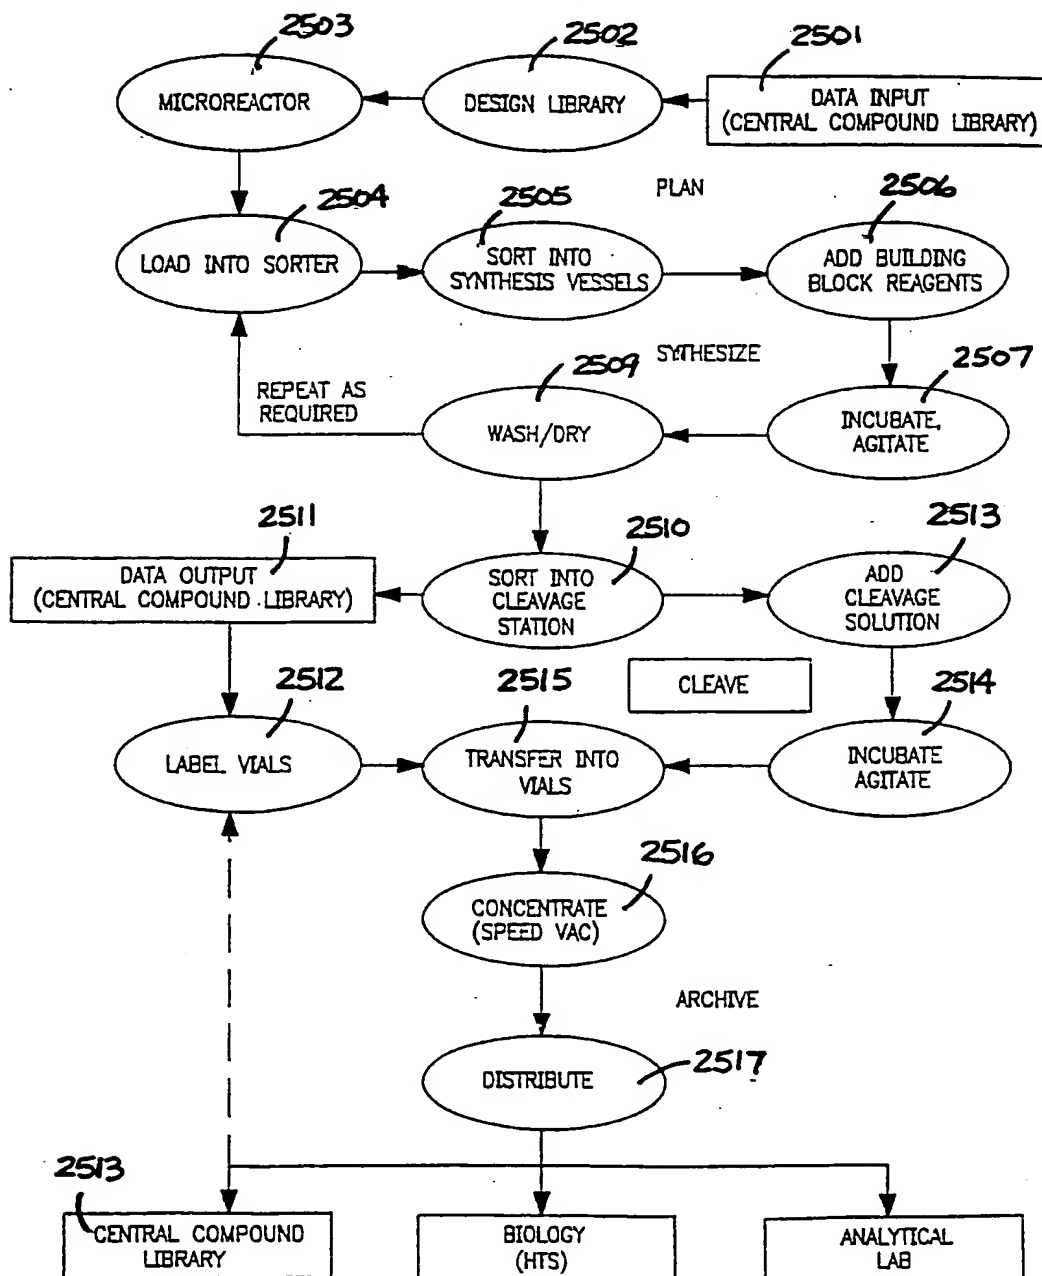 2503
2502
2501
MICROREACTOR
DESIGN LIBRARY
DATA INPUT
(CENTRAL COMPOUND LIBRARY)
PLAN
2504
2505
2506
LOAD INTO SORTER
SORT INTO
SYNTHESIS VESSELS
ADD BUILDING
BLOCK REAGENTS
SYTHESIZE
2509
2507
REPEAT AS
REQUIRED
WASH/DRY
INCUBATE,
AGITATE
2511
2510
2513
DATA OUTPUT
(CENTRAL COMPOUND LIBRARY)
SORT INTO
CLEAVAGE
STATION
ADD
CLEAVAGE
SOLUTION
CLEAVE
2512
2515
2514
LABEL VIALS
TRANSFER INTO
VIALS
INCUBATE
AGITATE
2516
CONCENTRATE
(SPEED VAC)
ARCHIVE
DISTRIBUTE
2517
2513
CENTRAL COMPOUND
LIBRARY
BIOLOGY
(HTS)
ANALYTICAL
LAB